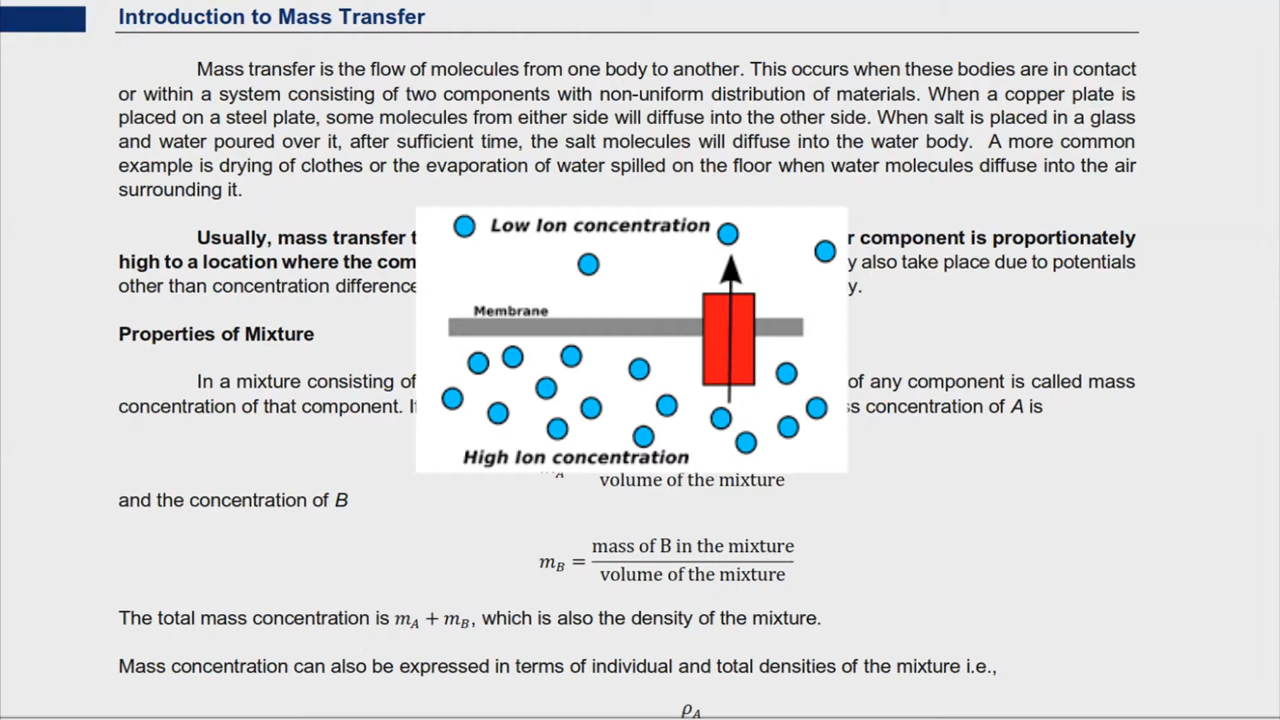 Introduction to Mass Transfer
Mass transfer is the flow of molecules from one body to another. This occurs when these bodies are in contact
or within a system consisting of two components with non-uniform distribution of materials. When a copper plate is
placed on a steel plate, some molecules from either side will diffuse into the other side. When salt is placed in a glass
and water poured over it, after sufficient time, the salt molecules will diffuse into the water body. A more common
example is drying of clothes or the evaporation of water spilled on the floor when water molecules diffuse into the air
surrounding it.
Usually, mass transfer component is proportionately
high to a location where the also take place due to potentials
other than concentration difference
Low Ion concentration
Membrane
High Ion concentration
Properties of Mixture
In a mixture consisting of of any component is called mass
concentration of that component. concentration of A is
volume of the mixture
and the concentration of B
m_B = mass of B in the mixture
volume of the mixture
The total mass concentration is m_A + m_B, which is also the density of the mixture.
Mass concentration can also be expressed in terms of individual and total densities of the mixture i.e.,
ρ_A